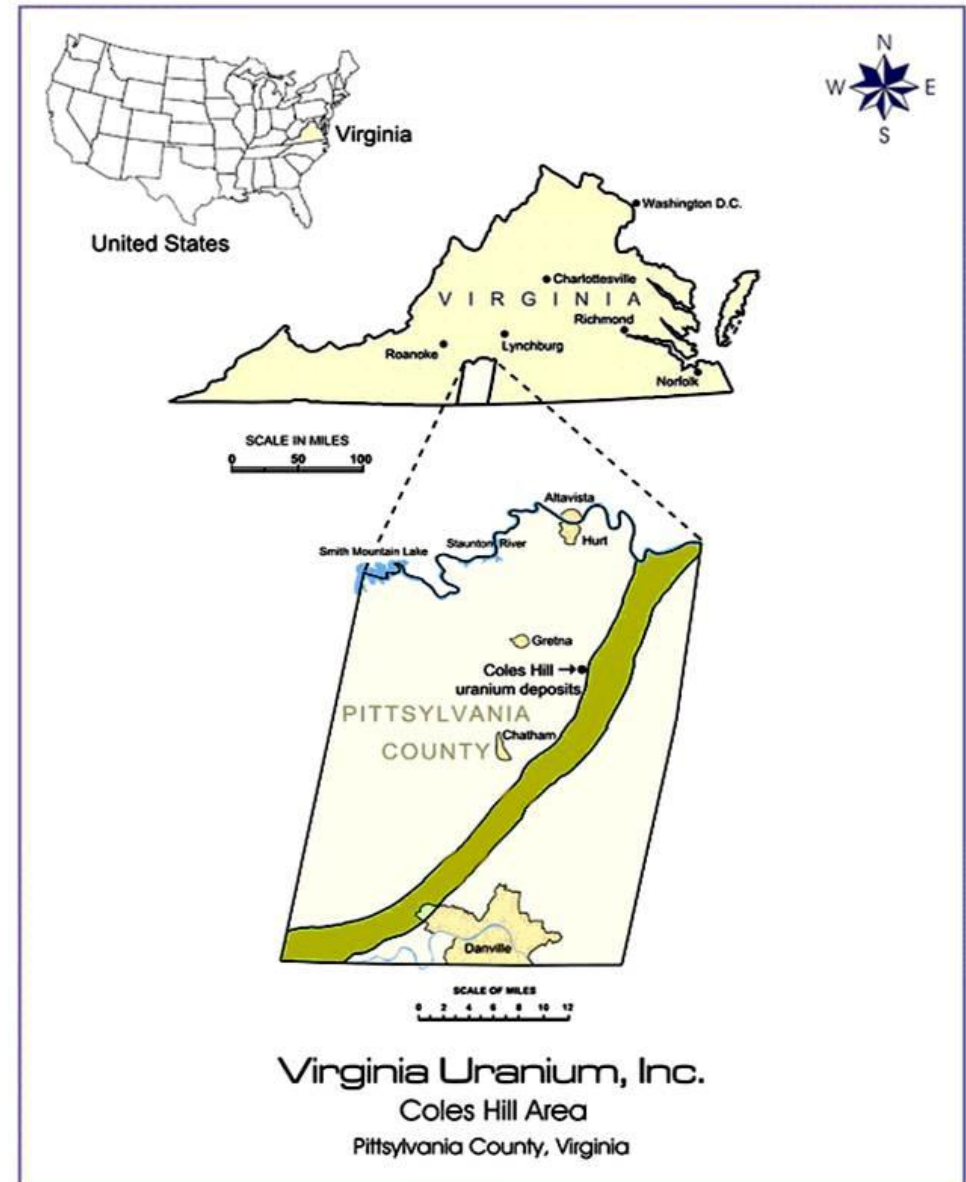 N
W E
S
Virginia
United States
Washington D.C.
Charlottesville
VIRGINIA
Richmond
Lynchburg
Roanoke
Norfolk
SCALE IN MILES
0 50 100
Altavista
Staunton River
Hurt
Smith Mountain Lake
Gretna
Coles Hill
uranium deposits
PITTSYLVANIA
COUNTY
Chatham
Danville
SCALE OF MILES
0 2 4 6 8 10 12
Virginia Uranium, Inc.
Coles Hill Area
Pittsylvania County, Virginia